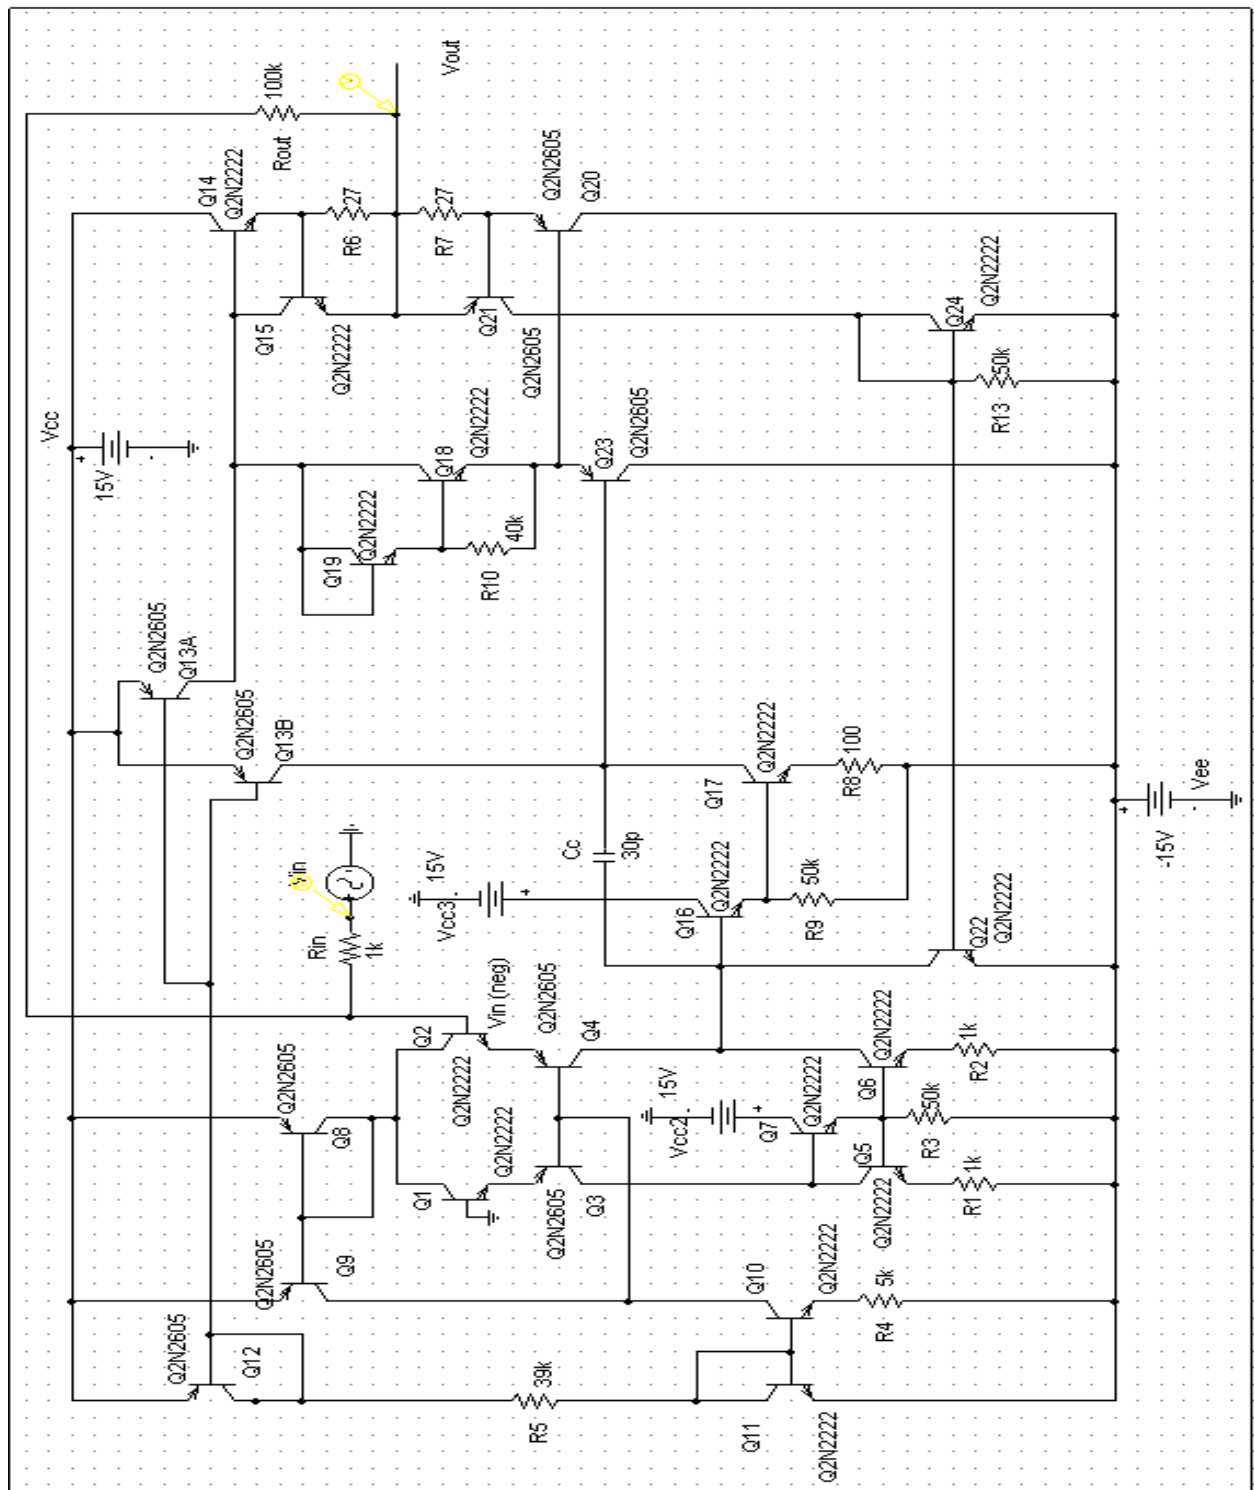 Vcc
15V
Vout
Rout
100k
Q14
Q2N2222
R6
27
R7
27
Q2N2605
Q20
Q15
Q2N2222
Q21
Q2N2605
Q24
Q2N2222
R13
50k
Q18
Q2N2222
Q19
Q2N2222
R10
40k
Q23
Q2N2605
Q2N2605
Q13A
Q2N2605
Q13B
Vin
Rin
1k
Cc
30p
Vcc3
15V
Q16
Q2N2222
Q17
Q2N2222
R8
100
R9
50k
Q22
Q2N2222
-15V
Vee
Q2
Vin (neg)
Q2N2222
Q2N2605
Q4
Q1
Q2N2222
Q2N2605
Q3
Q2N2605
Q8
Q2N2605
Q9
Vcc2
15V
Q7
Q2N2222
Q6
Q2N2222
Q5
Q2N2222
R3
50k
R1
1k
R2
1k
Q10
Q2N2222
R4
5k
Q2N2605
Q12
R5
39k
Q11
Q2N2222